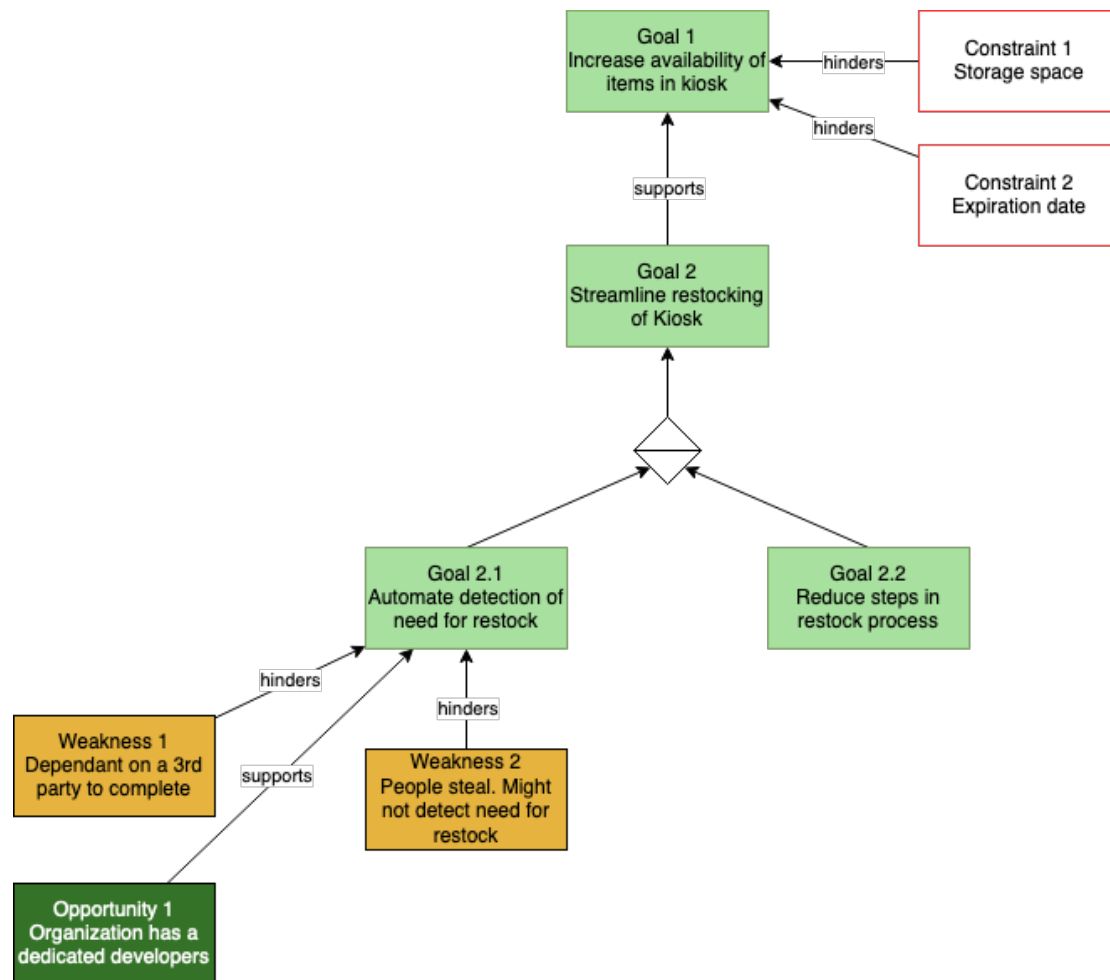 Goal 1
Increase availability of
items in kiosk
hinders
Constraint 1
Storage space
hinders
Constraint 2
Expiration date
supports
Goal 2
Streamline restocking
of Kiosk
Goal 2.1
Automate detection of
need for restock
Goal 2.2
Reduce steps in
restock process
hinders
hinders
Weakness 1
Dependant on a 3rd
party to complete
supports
Weakness 2
People steal. Might
not detect need for
restock
Opportunity 1
Organization has a
dedicated developers